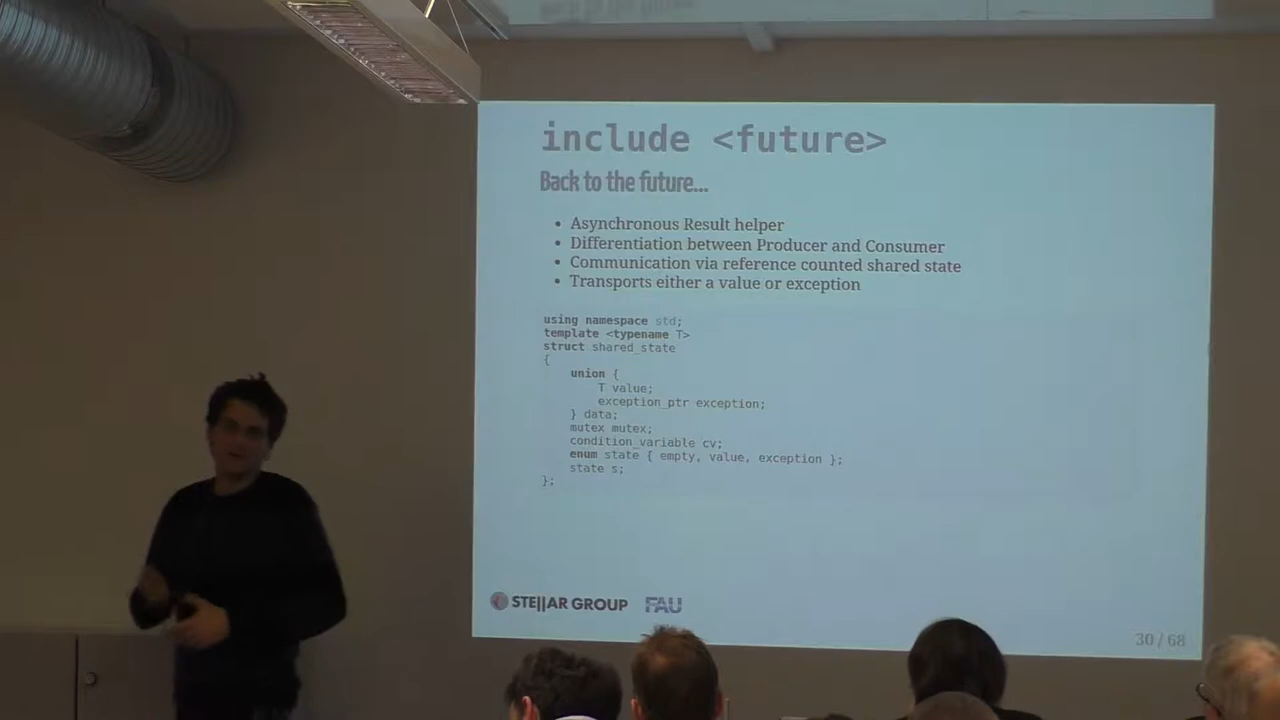 include <future>
Back to the future...
• Asynchronous Result helper
• Differentiation between Producer and Consumer
• Communication via reference counted shared state
• Transports either a value or exception
using namespace std;
template <typename T>
struct shared_state
{
    union {
        T value;
        exception_ptr exception;
    } data;
    mutex mutex;
    condition_variable cv;
    enum state { empty, value, exception };
    state s;
};
STE||AR GROUP FAU
30 / 68